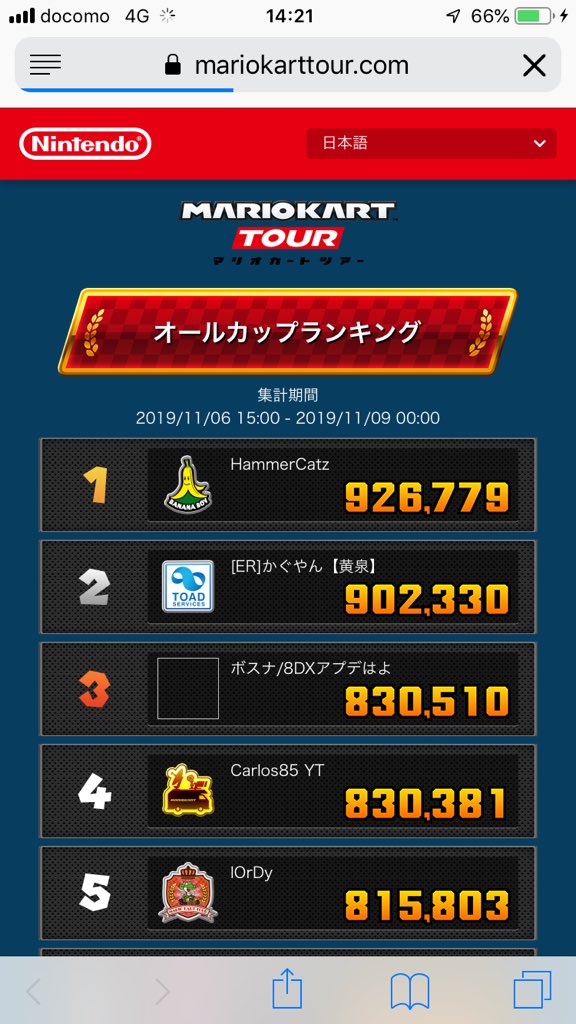 docomo 4G 14:21 66%
mariokarttour.com
Nintendo
日本語
MARIOKART
TOUR
マリオカート ツアー
オールカップランキング
集計期間
2019/11/06 15:00 - 2019/11/09 00:00
1 HammerCatz
BANANA BOY
926,779
2 [ER]かぐやん【黄泉】
TOAD
SERVICES
902,330
3 ボスナ/8DXアプデはよ
830,510
4 Carlos85 YT
MARIOKART
830,381
5 lOrDy
815,803